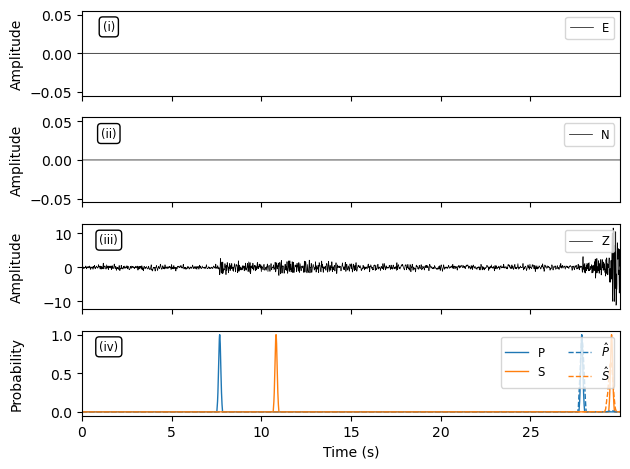 Amplitude
0.05
0.00
−0.05
(i)
E
Amplitude
0.05
0.00
−0.05
(ii)
N
Amplitude
10
0
−10
(iii)
Z
Probability
1.0
0.5
0.0
(iv)
P
S
P̂
Ŝ
0 5 10 15 20 25
Time (s)